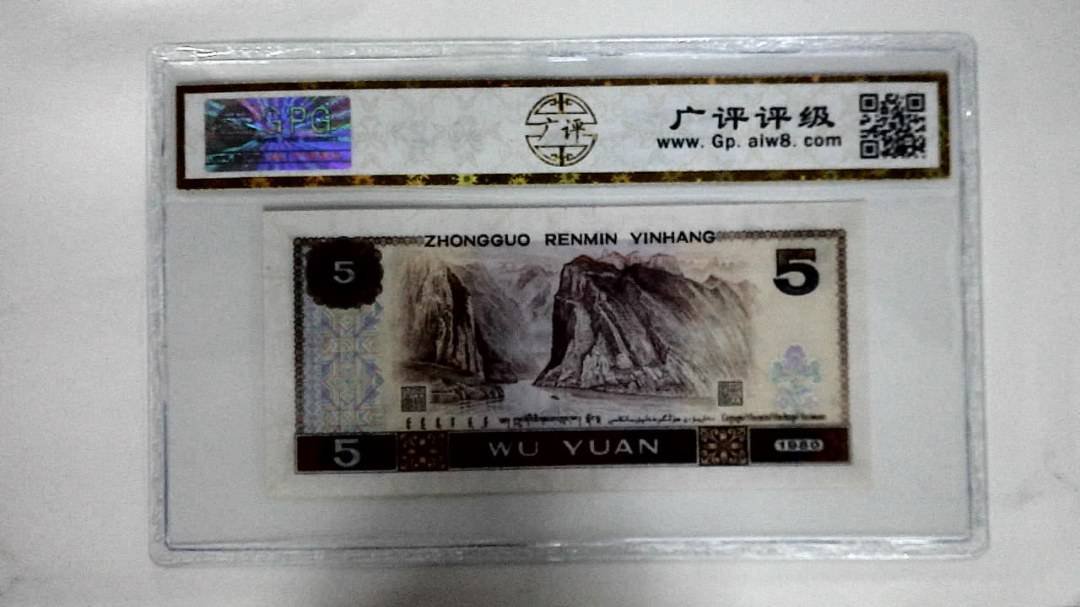 GPG
广评
广评评级
www. Gp. aiw8. com
ZHONGGUO RENMIN YINHANG
5
5
5
WU YUAN
1980